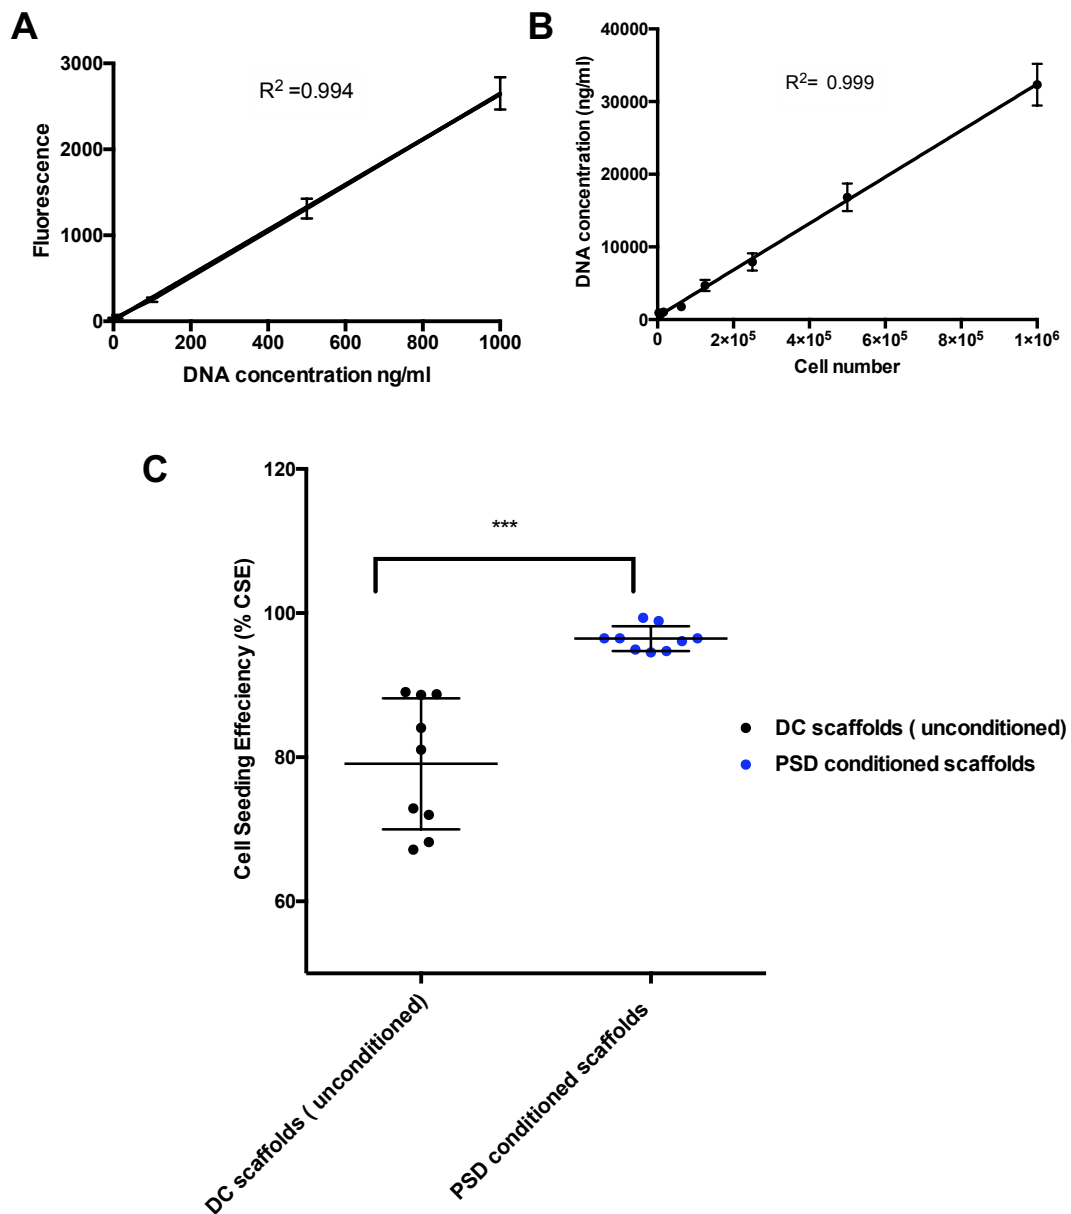 A
R² =0.994
Fluorescence
3000
2000
1000
0
0 200 400 600 800 1000
DNA concentration ng/ml
B
R²= 0.999
DNA concentration (ng/ml)
40000
30000
20000
10000
0
0 2×10⁵ 4×10⁵ 6×10⁵ 8×10⁵ 1×10⁶
Cell number
C
Cell Seeding Effeciency (% CSE)
120
100
80
60
***
DC scaffolds ( unconditioned)
PSD conditioned scaffolds
DC scaffolds ( unconditioned)
PSD conditioned scaffolds